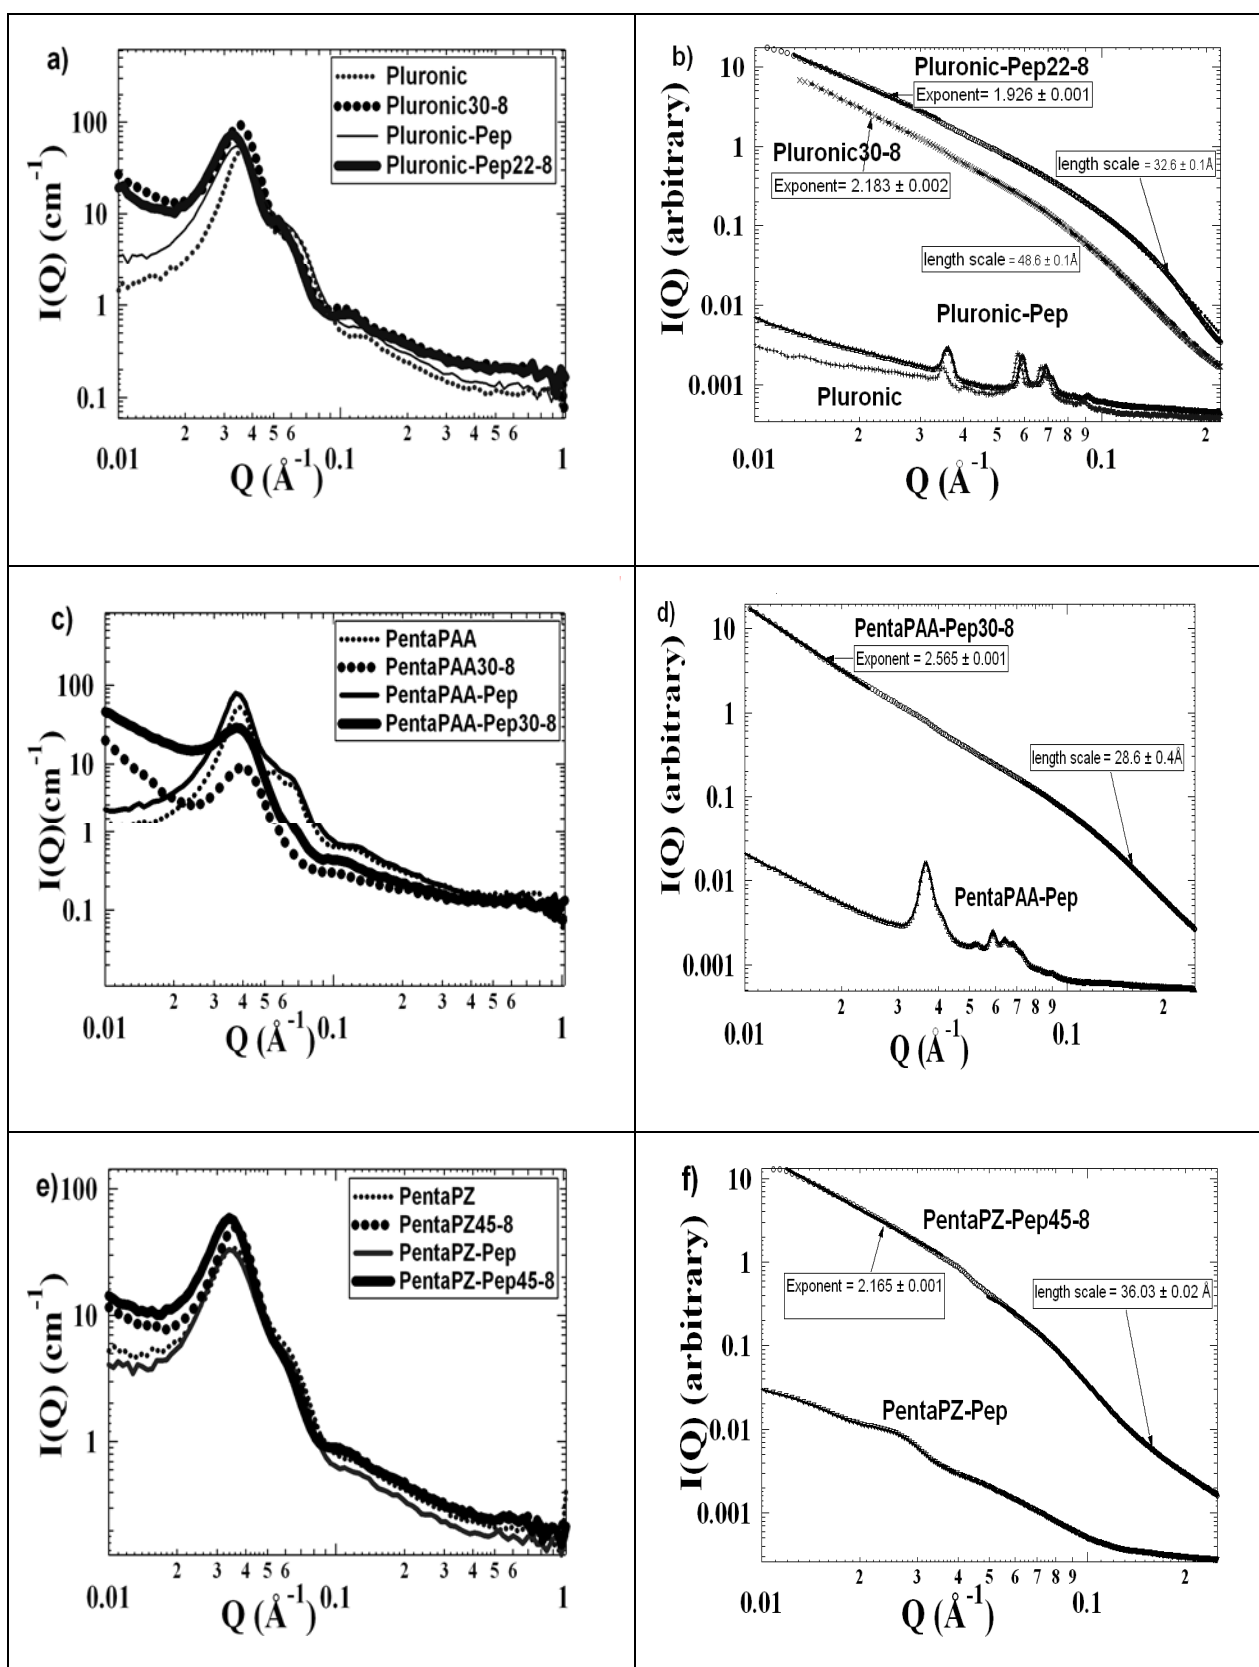 a)
Pluronic
Pluronic30-8
Pluronic-Pep
Pluronic-Pep22-8
100
10
1
0.1
I(Q) (cm-1)
2 3 4 5 6 2 3 4 5 6
0.01 0.1 1
Q (Å-1)
b)
Pluronic-Pep22-8
Exponent= 1.926 ± 0.001
Pluronic30-8
Exponent= 2.183 ± 0.002
length scale = 32.6 ± 0.1Å
length scale = 48.6 ± 0.1Å
Pluronic-Pep
Pluronic
10
1
0.1
0.01
0.001
I(Q) (arbitrary)
2 3 4 5 6 7 8 9 2
0.01 0.1
Q (Å-1)
c)
PentaPAA
PentaPAA30-8
PentaPAA-Pep
PentaPAA-Pep30-8
100
10
1
0.1
I(Q)(cm-1)
2 3 4 5 6 2 3 4 5 6
0.01 0.1 1
Q (Å-1)
d)
PentaPAA-Pep30-8
Exponent = 2.565 ± 0.001
length scale = 28.6 ± 0.4Å
PentaPAA-Pep
10
1
0.1
0.01
0.001
I(Q) (arbitrary)
2 3 4 5 6 7 8 9 2
0.01 0.1
Q (Å-1)
e)
PentaPZ
PentaPZ45-8
PentaPZ-Pep
PentaPZ-Pep45-8
100
10
1
I(Q) (cm-1)
2 3 4 5 6 2 3 4 5 6
0.01 0.1 1
Q (Å-1)
f)
PentaPZ-Pep45-8
Exponent = 2.165 ± 0.001
length scale = 36.03 ± 0.02 Å
PentaPZ-Pep
10
1
0.1
0.01
0.001
I(Q) (arbitrary)
2 3 4 5 6 7 8 9 2
0.01 0.1
Q (Å-1)